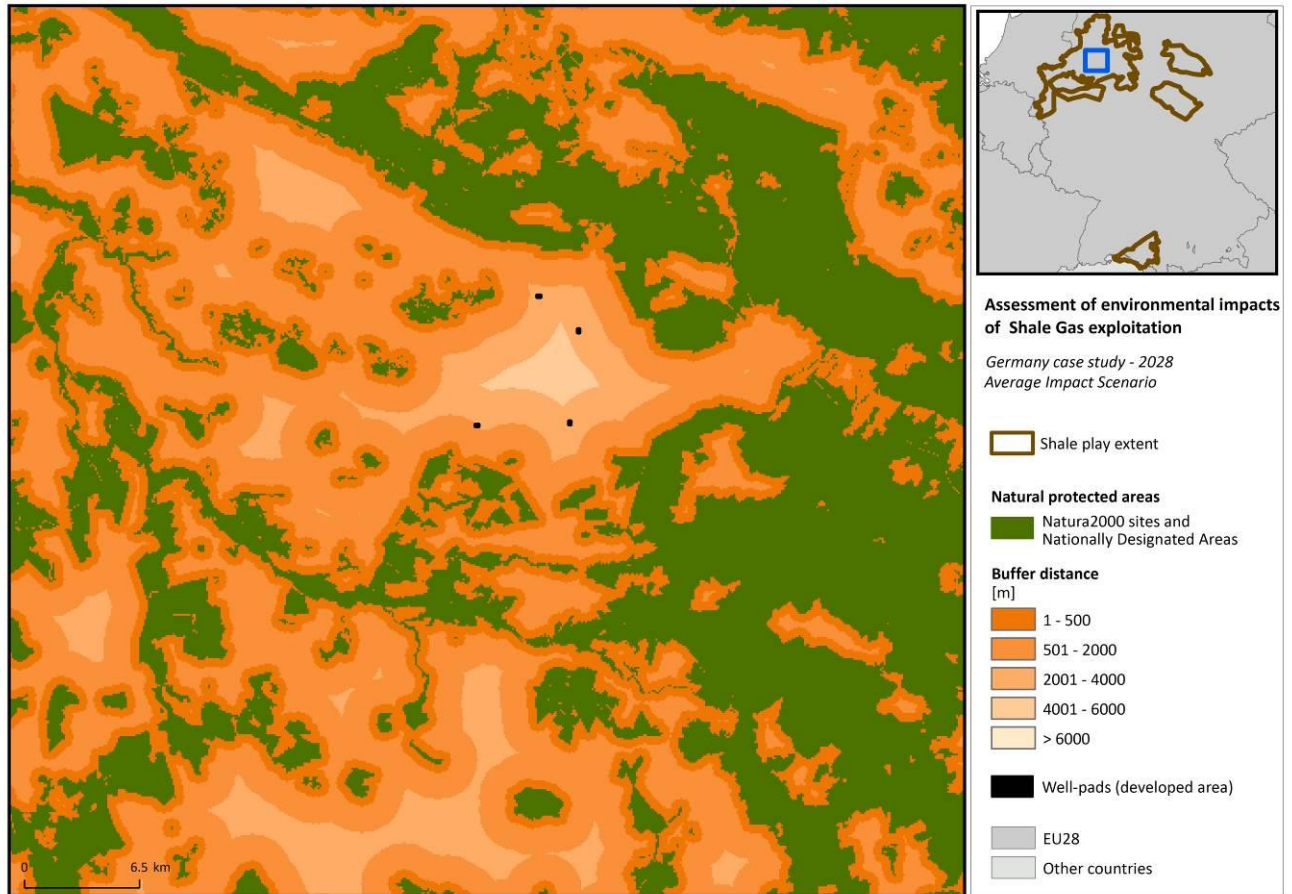 Assessment of environmental impacts
of Shale Gas exploitation
Germany case study - 2028
Average Impact Scenario
Shale play extent
Natural protected areas
Natura2000 sites and
Nationally Designated Areas
Buffer distance
[m]
1 - 500
501 - 2000
2001 - 4000
4001 - 6000
> 6000
Well-pads (developed area)
EU28
Other countries
0 6.5 km